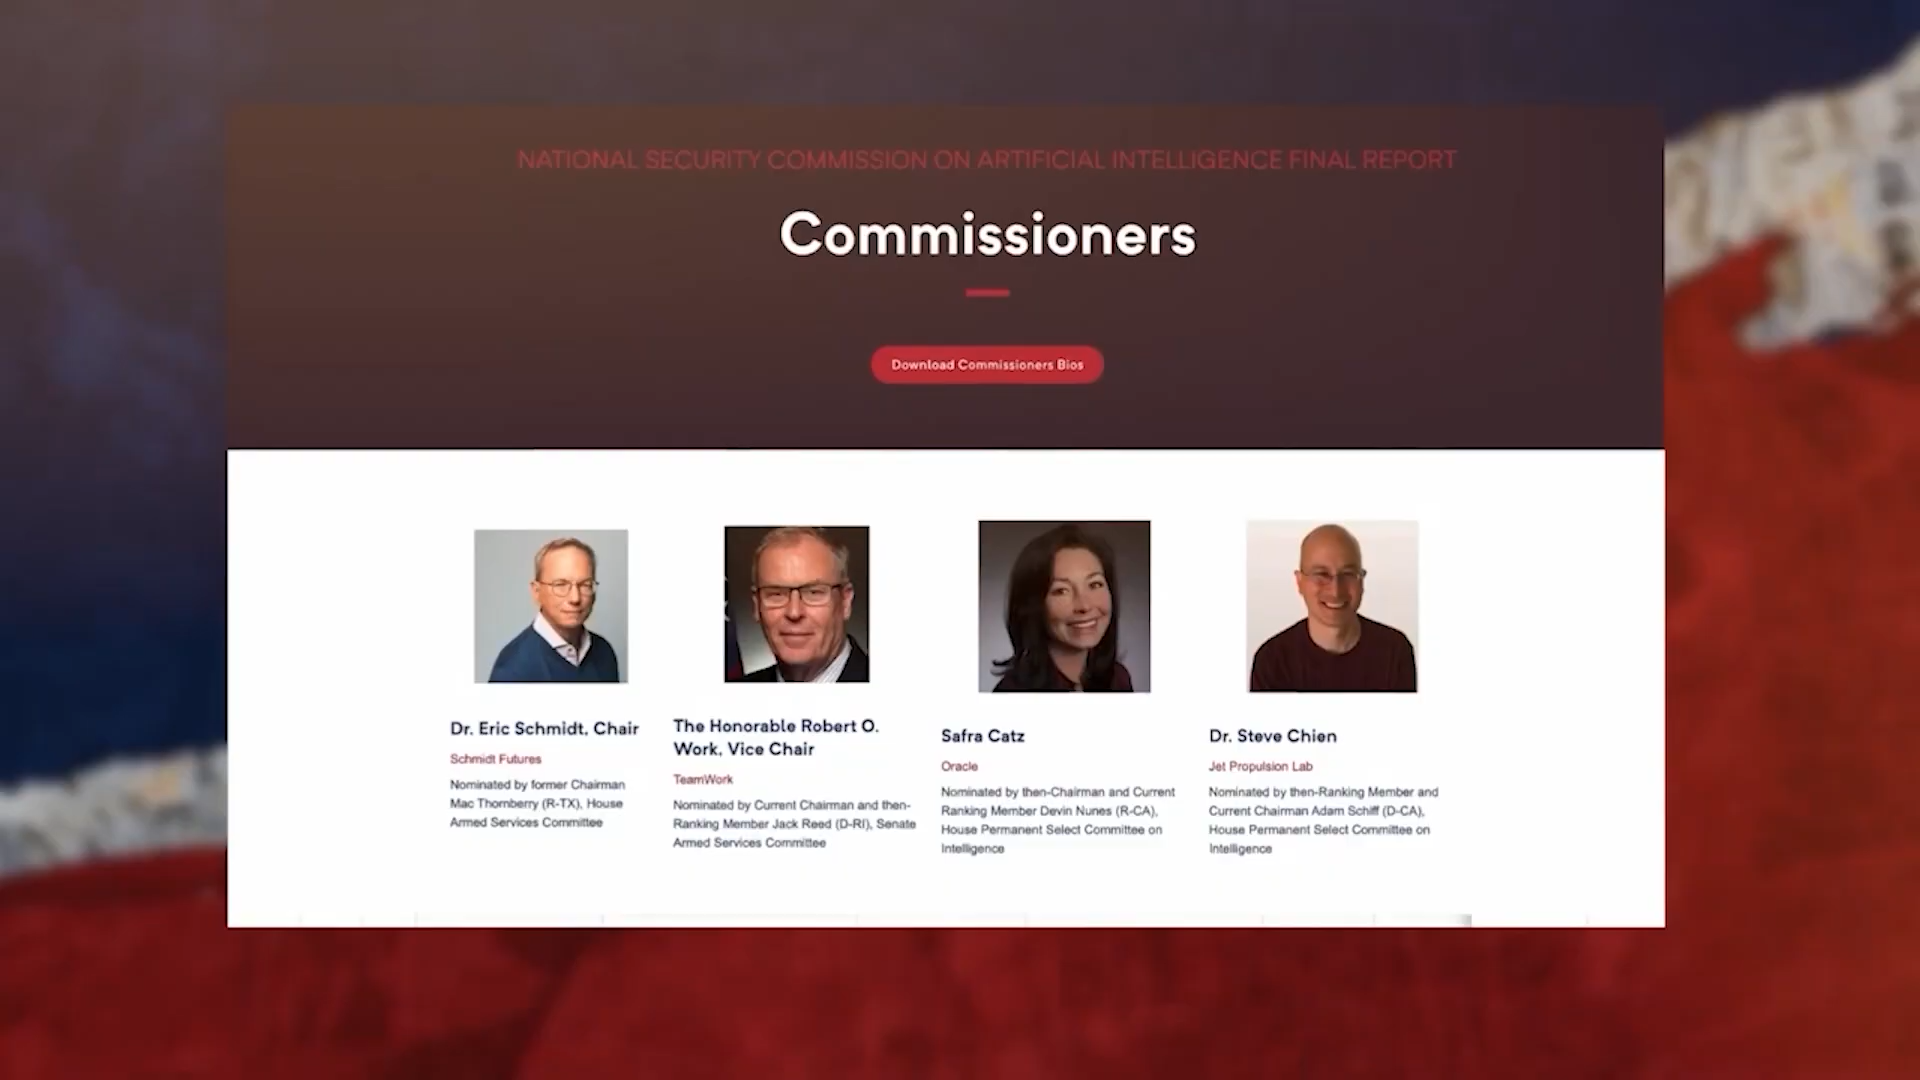 NATIONAL SECURITY COMMISSION ON ARTIFICIAL INTELLIGENCE FINAL REPORT
Commissioners
Download Commissioners Bios
Dr. Eric Schmidt, Chair
Schmidt Futures
Nominated by former Chairman
Mac Thornberry (R-TX), House
Armed Services Committee
The Honorable Robert O.
Work, Vice Chair
TeamWork
Nominated by Current Chairman and then-
Ranking Member Jack Reed (D-RI), Senate
Armed Services Committee
Safra Catz
Oracle
Nominated by then-Chairman and Current
Ranking Member Devin Nunes (R-CA),
House Permanent Select Committee on
Intelligence
Dr. Steve Chien
Jet Propulsion Lab
Nominated by then-Ranking Member and
Current Chairman Adam Schiff (D-CA),
House Permanent Select Committee on
Intelligence